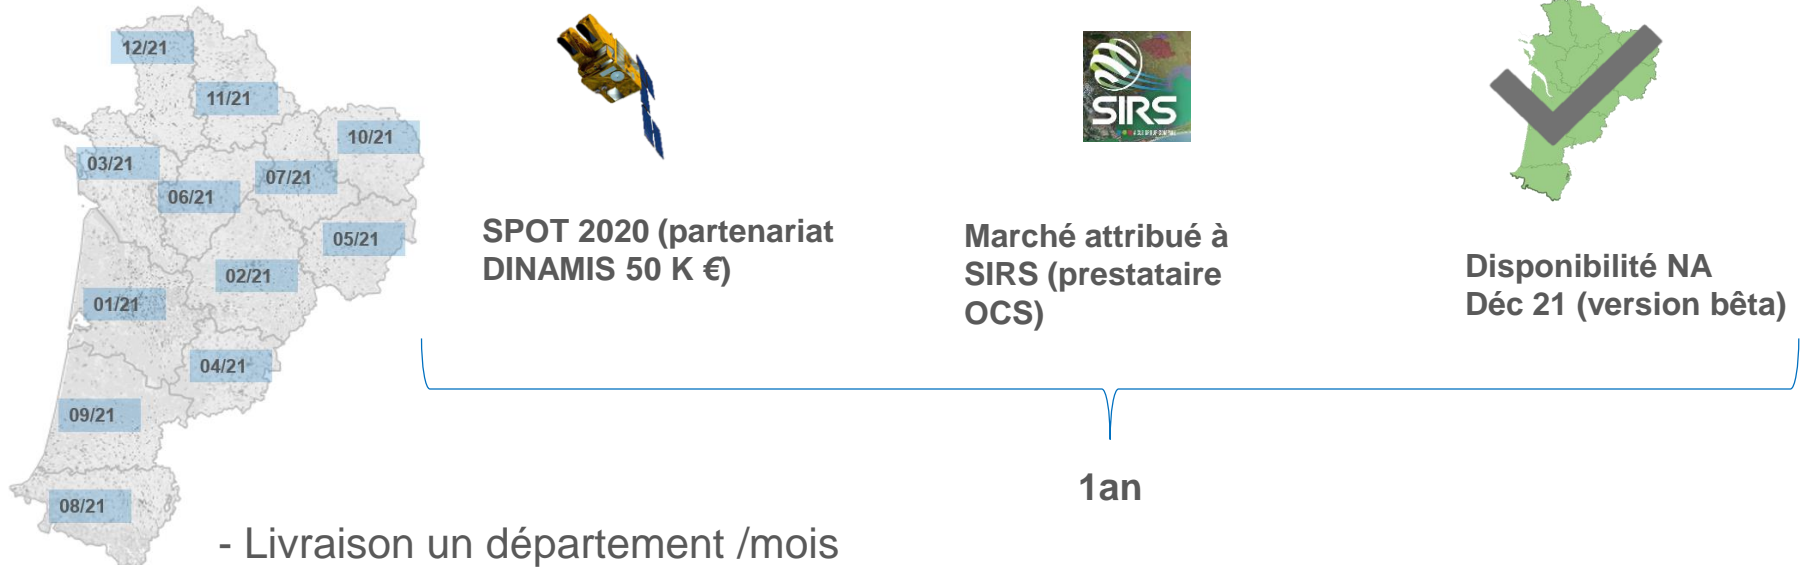 12/21
11/21
10/21
03/21
07/21
06/21
05/21
02/21
01/21
04/21
09/21
08/21
SPOT 2020 (partenariat
DINAMIS 50 K €)
SIRS
Marché attribué à
SIRS (prestataire
OCS)
Disponibilité NA
Déc 21 (version bêta)
1an
- Livraison un département /mois